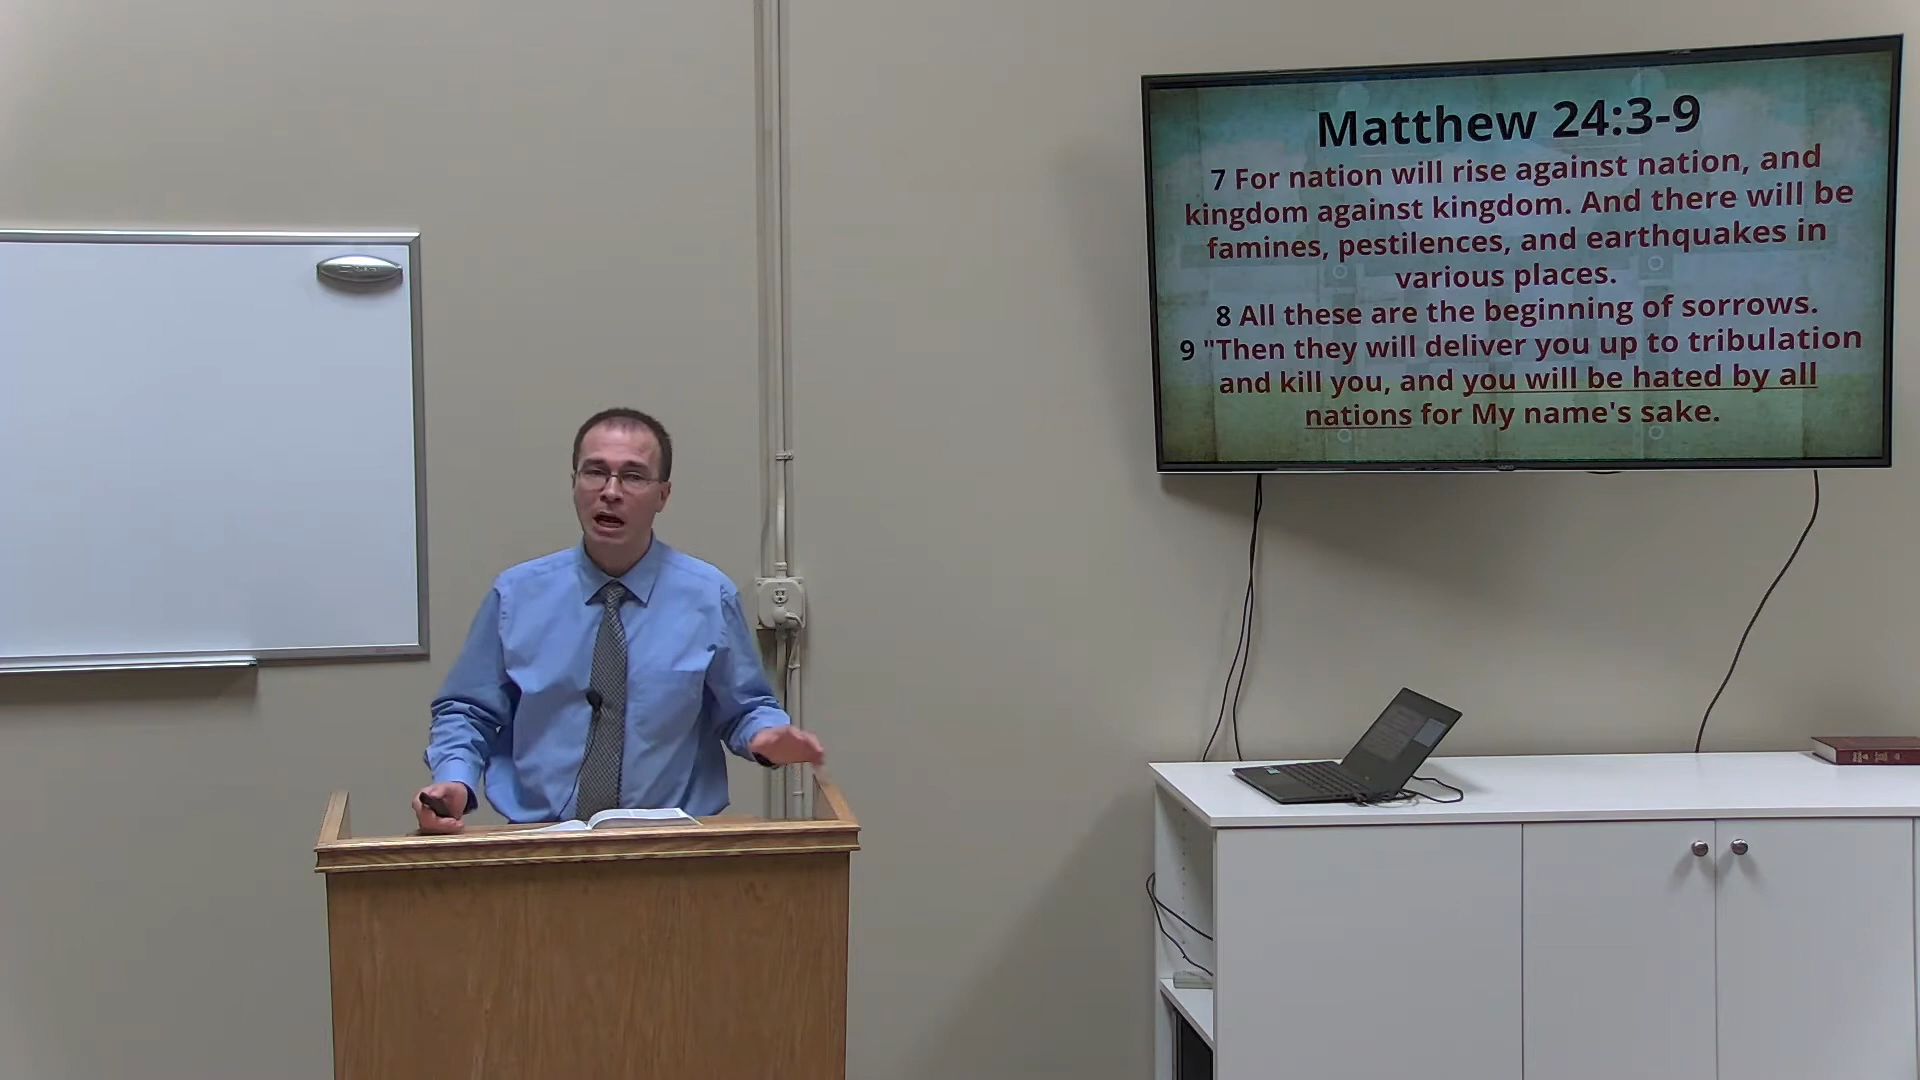 Matthew 24:3-9
7 For nation will rise against nation, and
kingdom against kingdom. And there will be
famines, pestilences, and earthquakes in
various places.
8 All these are the beginning of sorrows.
9 "Then they will deliver you up to tribulation
and kill you, and you will be hated by all
nations for My name's sake.